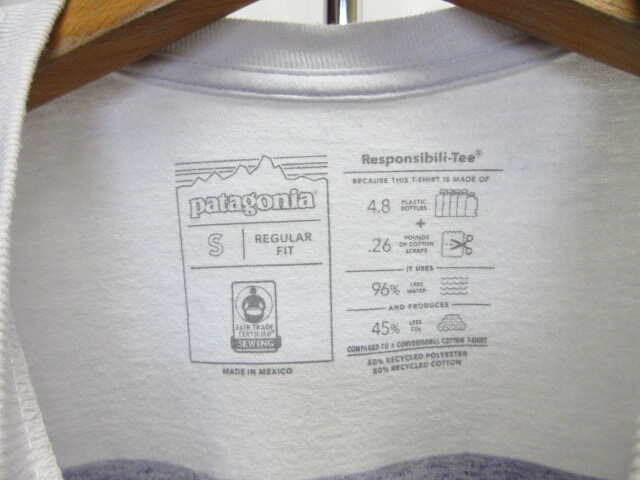 patagonia®
S
REGULAR
FIT
FAIR TRADE
CERTIFIED™
SEWING
MADE IN MEXICO
Responsibili-Tee®
BECAUSE THIS T-SHIRT IS MADE OF
4.8 PLASTIC
BOTTLES
+
.26 POUNDS
OF COTTON
SCRAPS
IT USES
96% LESS
WATER
AND PRODUCES
45% LESS
CO₂
COMPARED TO A CONVENTIONAL COTTON T-SHIRT
50% RECYCLED POLYESTER
50% RECYCLED COTTON